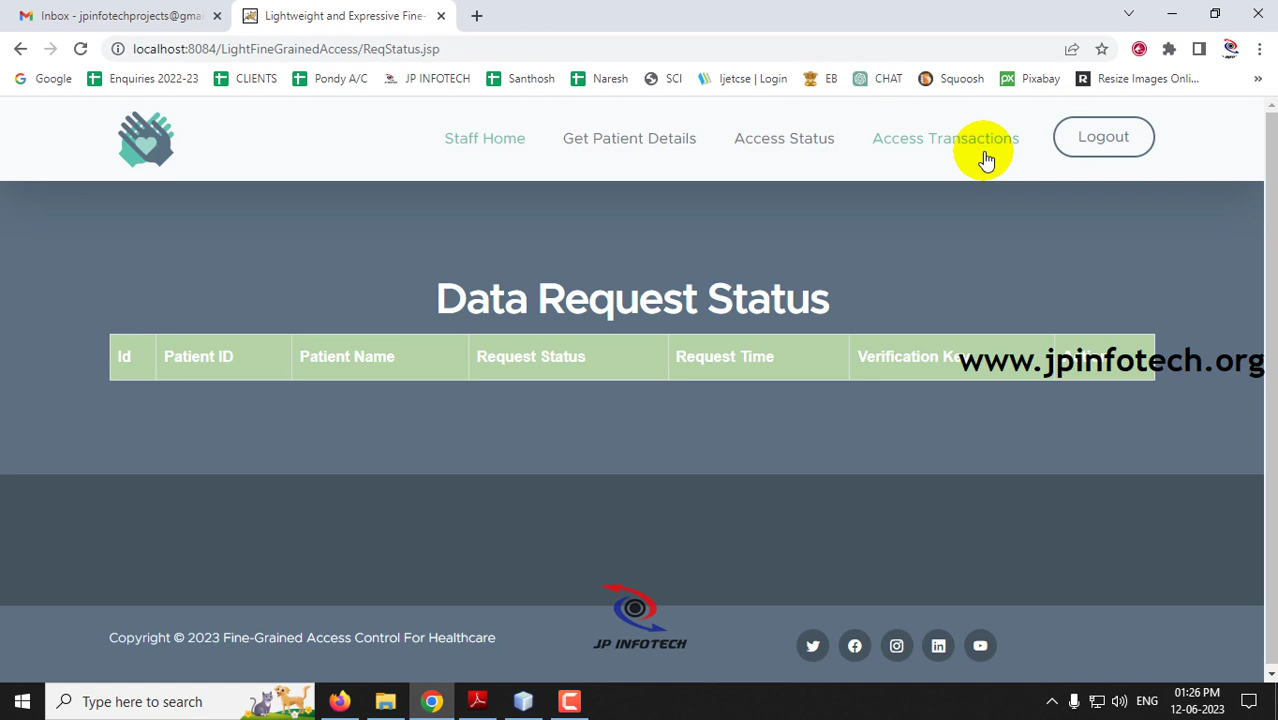 Inbox - jpinfotechprojects@gma
Lightweight and Expressive Fine-
localhost:8084/LightFineGrainedAccess/ReqStatus.jsp
Google
Enquiries 2022-23
CLIENTS
Pondy A/C
JP INFOTECH
Santhosh
Naresh
SCI
Ijetcse | Login
EB
CHAT
Squoosh
Pixabay
Resize Images Onli...
Staff Home
Get Patient Details
Access Status
Access Transactions
Logout
Data Request Status
Id
Patient ID
Patient Name
Request Status
Request Time
Verification
www.jpinfotech.org
JP INFOTECH
Copyright © 2023 Fine-Grained Access Control For Healthcare
Type here to search
ENG
01:26 PM
12-06-2023